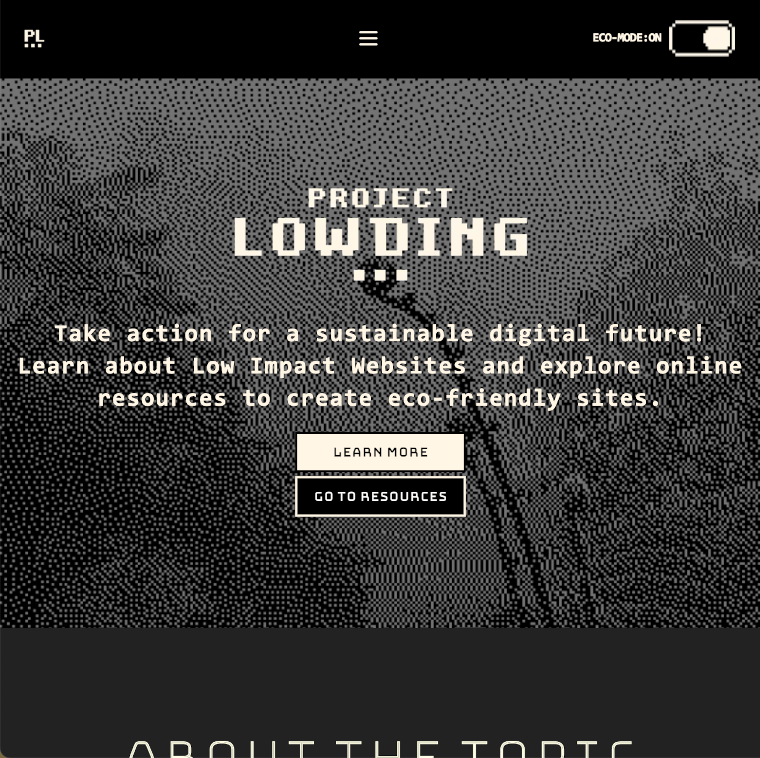 PL
ECO-MODE:ON
PROJECT
LOWDING
Take action for a sustainable digital future!
Learn about Low Impact Websites and explore online
resources to create eco-friendly sites.
LEARN MORE
GO TO RESOURCES
ABOUT THE TOPIC